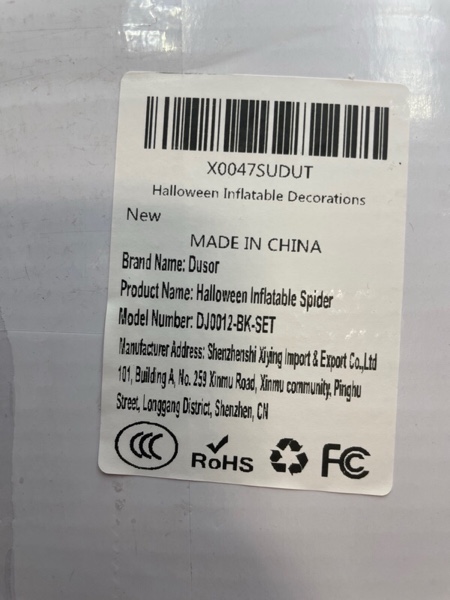 X0047SUDUT
Halloween Inflatable Decorations
New
MADE IN CHINA
Brand Name: Dusor
Product Name: Halloween Inflatable Spider
Model Number: DJ0012-BK-SET
Manufacturer Address: Shenzhenshi Xiying Import & Export Co.,Ltd
101, Building A, No. 259 Xinmu Road, Xinmu community, Pinghu
Street, Longgang District, Shenzhen, CN
CCC RoHS FC